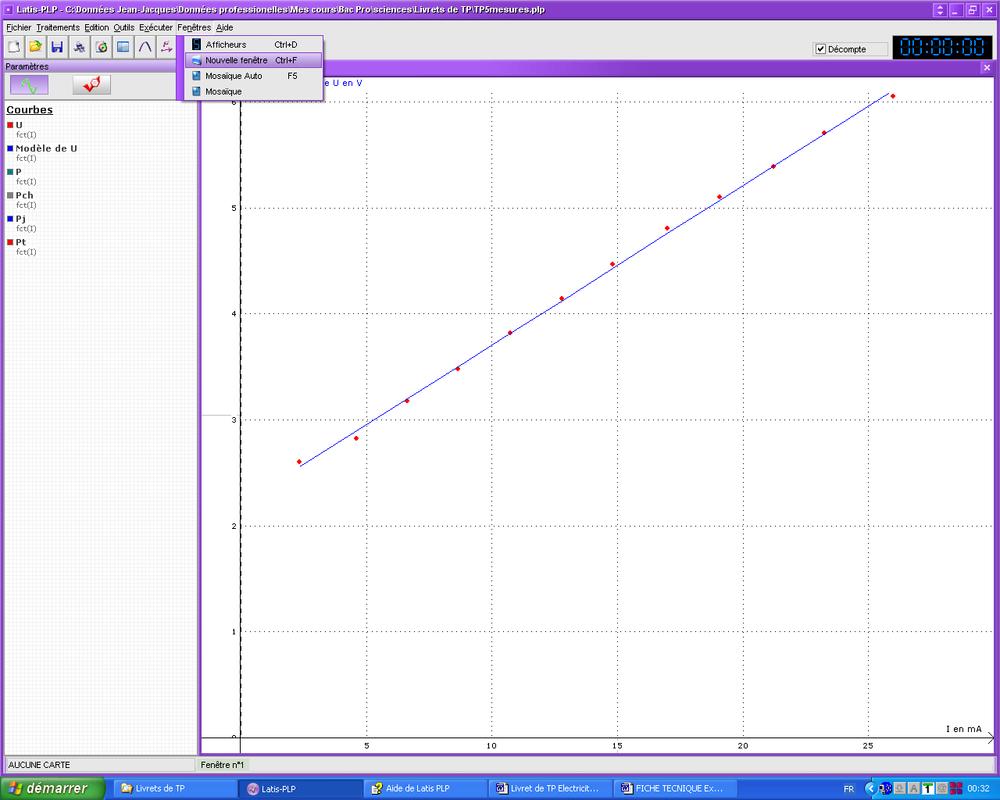 Latis-PLP - C:\Données Jean-Jacques\Données professionelles\Mes cours\Bac Pro\sciences\Livrets de TP\TP5mesures.plp
Fichier Traitements Edition Outils Exécuter Fenêtres Aide
Afficheurs Ctrl+D
Nouvelle fenêtre Ctrl+F
Mosaïque Auto F5
Mosaïque
Décompte
00:00:00
Paramètres
e U en V
Courbes
U
fct(I)
Modèle de U
fct(I)
P
fct(I)
Pch
fct(I)
Pj
fct(I)
Pt
fct(I)
6
5
4
3
2
1
0
I en mA
5 10 15 20 25
AUCUNE CARTE
Fenêtre n°1
démarrer
Livrets de TP
Latis-PLP
Aide de Latis PLP
Livret de TP Electricit...
FICHE TECHNIQUE Ex...
FR
00:32